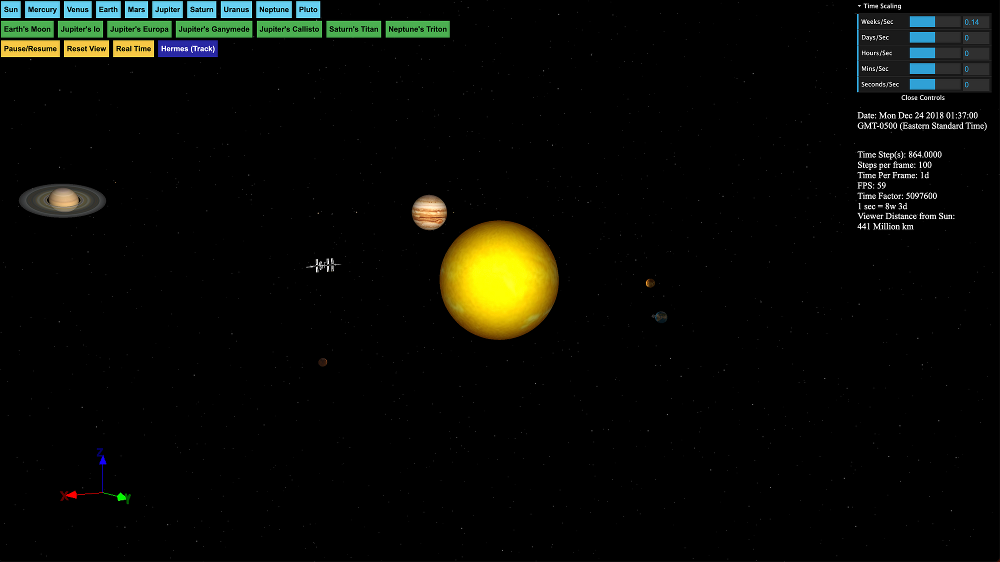 Sun Mercury Venus Earth Mars Jupiter Saturn Uranus Neptune Pluto
Earth's Moon Jupiter's Io Jupiter's Europa Jupiter's Ganymede Jupiter's Callisto Saturn's Titan Neptune's Triton
Pause/Resume Reset View Real Time Hermes (Track)
Time Scaling
Weeks/Sec 0.14
Days/Sec 0
Hours/Sec 0
Mins/Sec 0
Seconds/Sec 0
Close Controls
Date: Mon Dec 24 2018 01:37:00
GMT-0500 (Eastern Standard Time)
Time Step(s): 864.0000
Steps per frame: 100
Time Per Frame: 1d
FPS: 59
Time Factor: 5097600
1 sec = 8w 3d
Viewer Distance from Sun:
441 Million km
Z
X Y